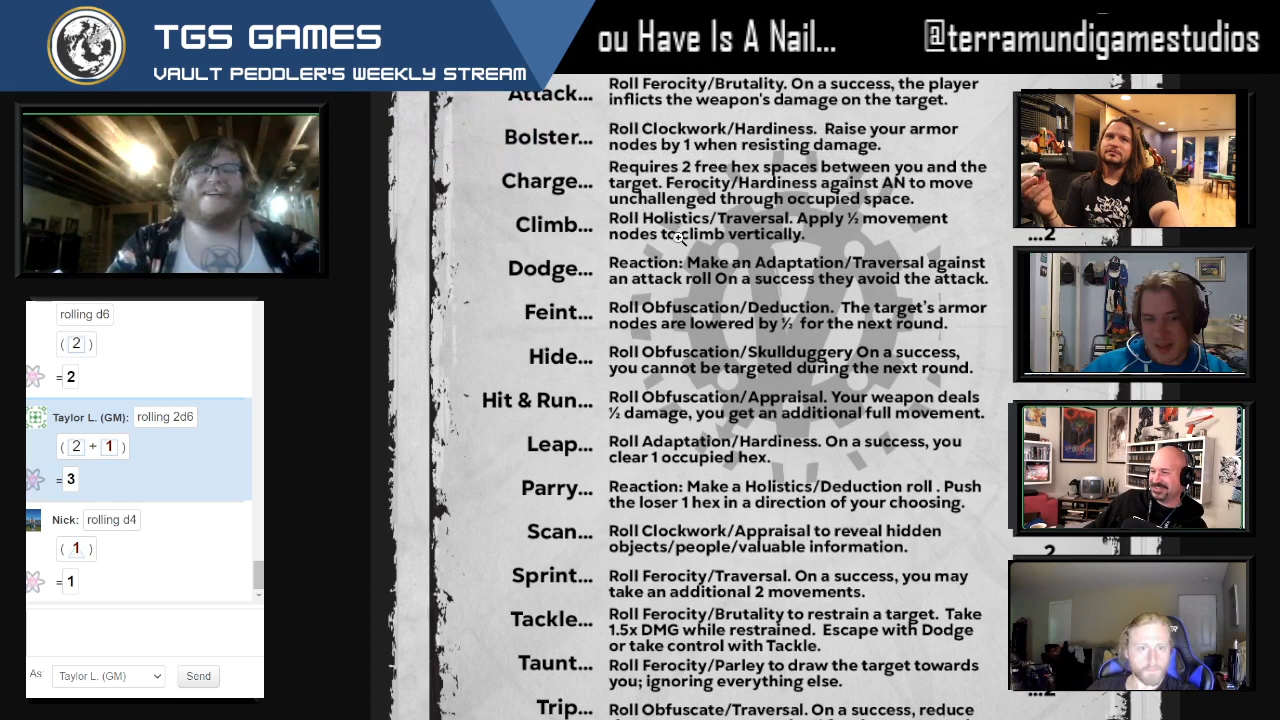 TGS GAMES
VAULT PEDDLER'S WEEKLY STREAM
ou Have Is A Nail...
@terramundigamestudios
Attack...
Roll Ferocity/Brutality. On a success, the player
inflicts the weapon's damage on the target.
Bolster...
Roll Clockwork/Hardiness. Raise your armor
nodes by 1 when resisting damage.
Charge...
Requires 2 free hex spaces between you and the
target. Ferocity/Hardiness against AN to move
unchallenged through occupied space.
Climb...
Roll Holistics/Traversal. Apply ½ movement
nodes to climb vertically.
...2
Dodge...
Reaction: Make an Adaptation/Traversal against
an attack roll On a success they avoid the attack.
Feint...
Roll Obfuscation/Deduction. The target's armor
nodes are lowered by ½ for the next round.
Hide...
Roll Obfuscation/Skullduggery On a success,
you cannot be targeted during the next round.
Hit & Run...
Roll Obfuscation/Appraisal. Your weapon deals
½ damage, you get an additional full movement.
Leap...
Roll Adaptation/Hardiness. On a success, you
clear 1 occupied hex.
Parry...
Reaction: Make a Holistics/Deduction roll . Push
the loser 1 hex in a direction of your choosing.
Scan...
Roll Clockwork/Appraisal to reveal hidden
objects/people/valuable information.
2
Sprint...
Roll Ferocity/Traversal. On a success, you may
take an additional 2 movements.
Tackle...
Roll Ferocity/Brutality to restrain a target. Take
1.5x DMG while restrained. Escape with Dodge
or take control with Tackle.
Taunt...
Roll Ferocity/Parley to draw the target towards
you; ignoring everything else.
...2
Trip...
Roll Obfuscate/Traversal. On a success, reduce
rolling d6
( 2 )
= 2
Taylor L. (GM): rolling 2d6
( 2 + 1 )
= 3
Nick: rolling d4
( 1 )
= 1
As: Taylor L. (GM) Send